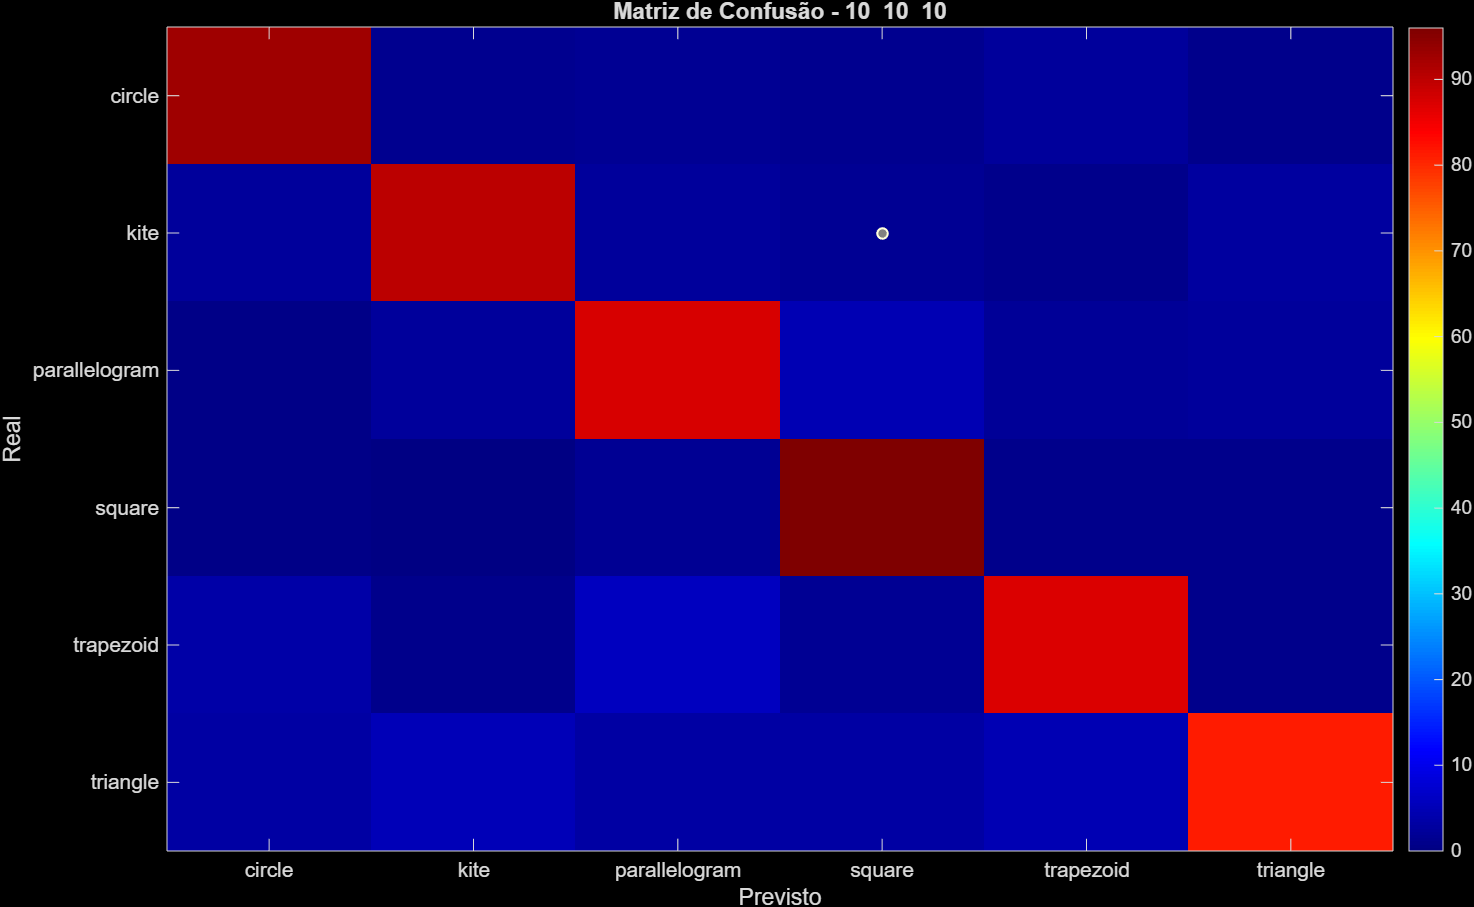 Matriz de Confusão - 10  10  10
circle
kite
parallelogram
square
trapezoid
triangle
Real
circle kite parallelogram square trapezoid triangle
Previsto
90
80
70
60
50
40
30
20
10
0